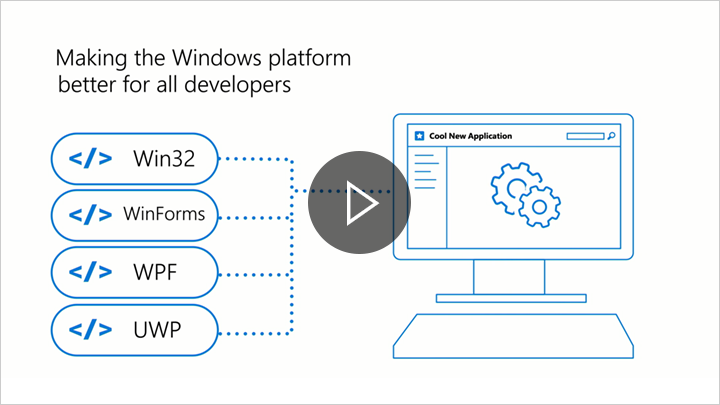 Making the Windows platform
better for all developers
</> Win32
</> WinForms
</> WPF
</> UWP
Cool New Application